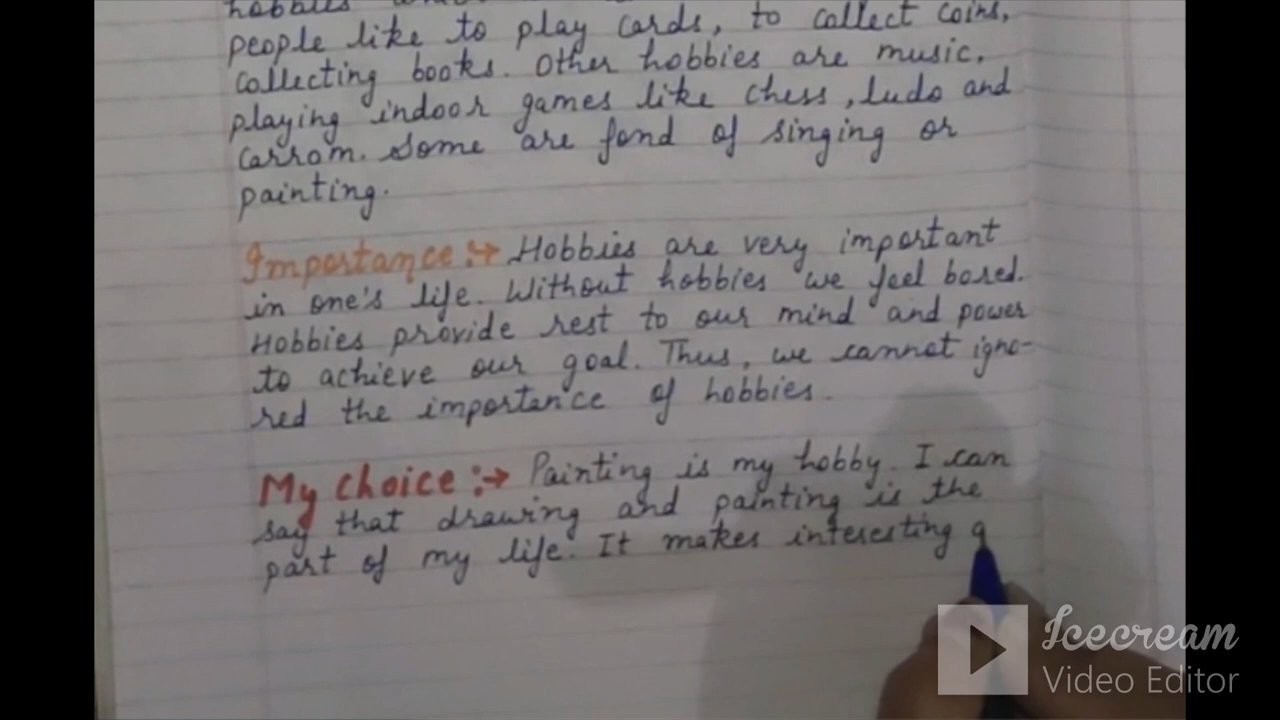 hobbies
people like to play cards, to collect coins,
collecting books. Other hobbies are music,
playing indoor games like chess, ludo and
carrom. Some are fond of singing or
painting.
Importance :→ Hobbies are very important
in one's life. Without hobbies we feel bored.
Hobbies provide rest to our mind and power
to achieve our goal. Thus, we cannot igno-
red the importance of hobbies.
My choice :→ Painting is my hobby. I can
say that drawing and painting is the
part of my life. It makes interesting a
Icecream
Video Editor